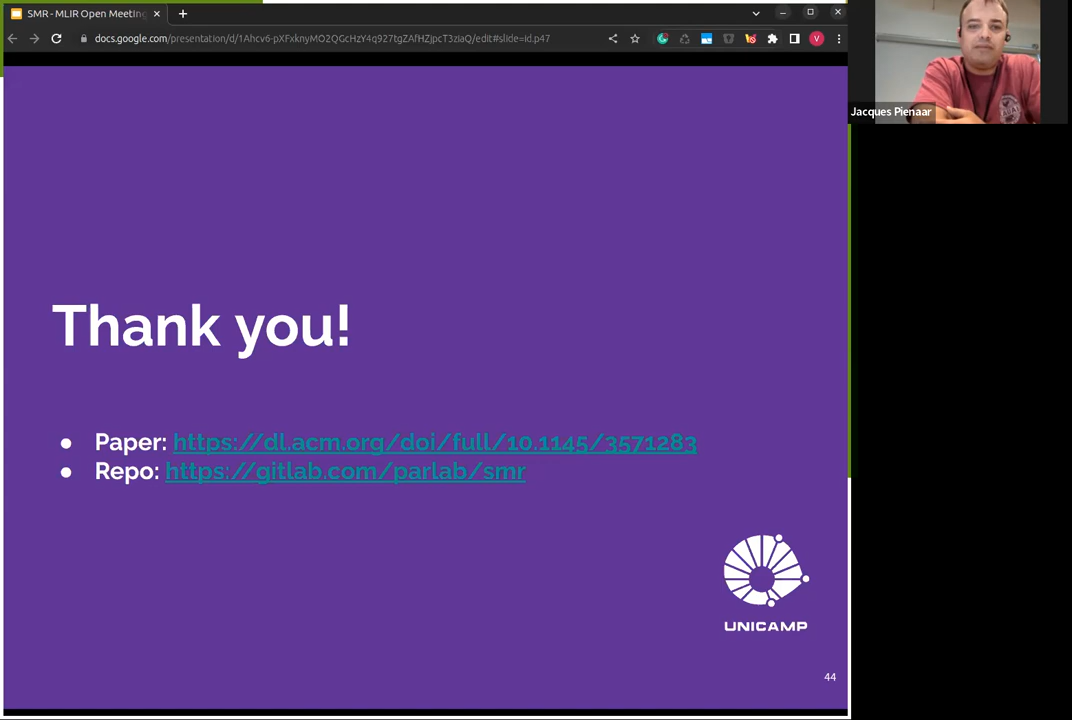 SMR - MLIR Open Meeting
docs.google.com/presentation/d/1Ahcv6-pXFxknyMO2QGcHzY4q927tgZAfHZjpcT3ziaQ/edit#slide=id.p47
V
Jacques Pienaar
Thank you!
● Paper: https://dl.acm.org/doi/full/10.1145/3571283
● Repo: https://gitlab.com/parlab/smr
UNICAMP
44